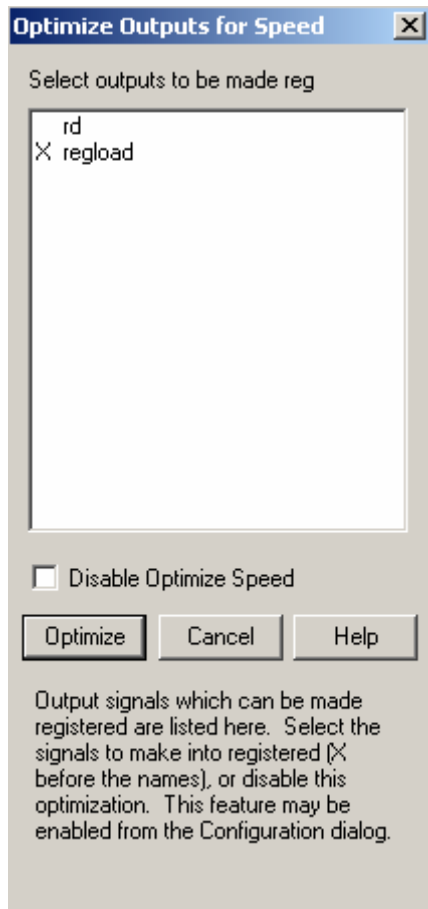 Optimize Outputs for Speed
Select outputs to be made reg
rd
X regload
Disable Optimize Speed
Optimize Cancel Help
Output signals which can be made
registered are listed here. Select the
signals to make into registered (X
before the names), or disable this
optimization. This feature may be
enabled from the Configuration dialog.